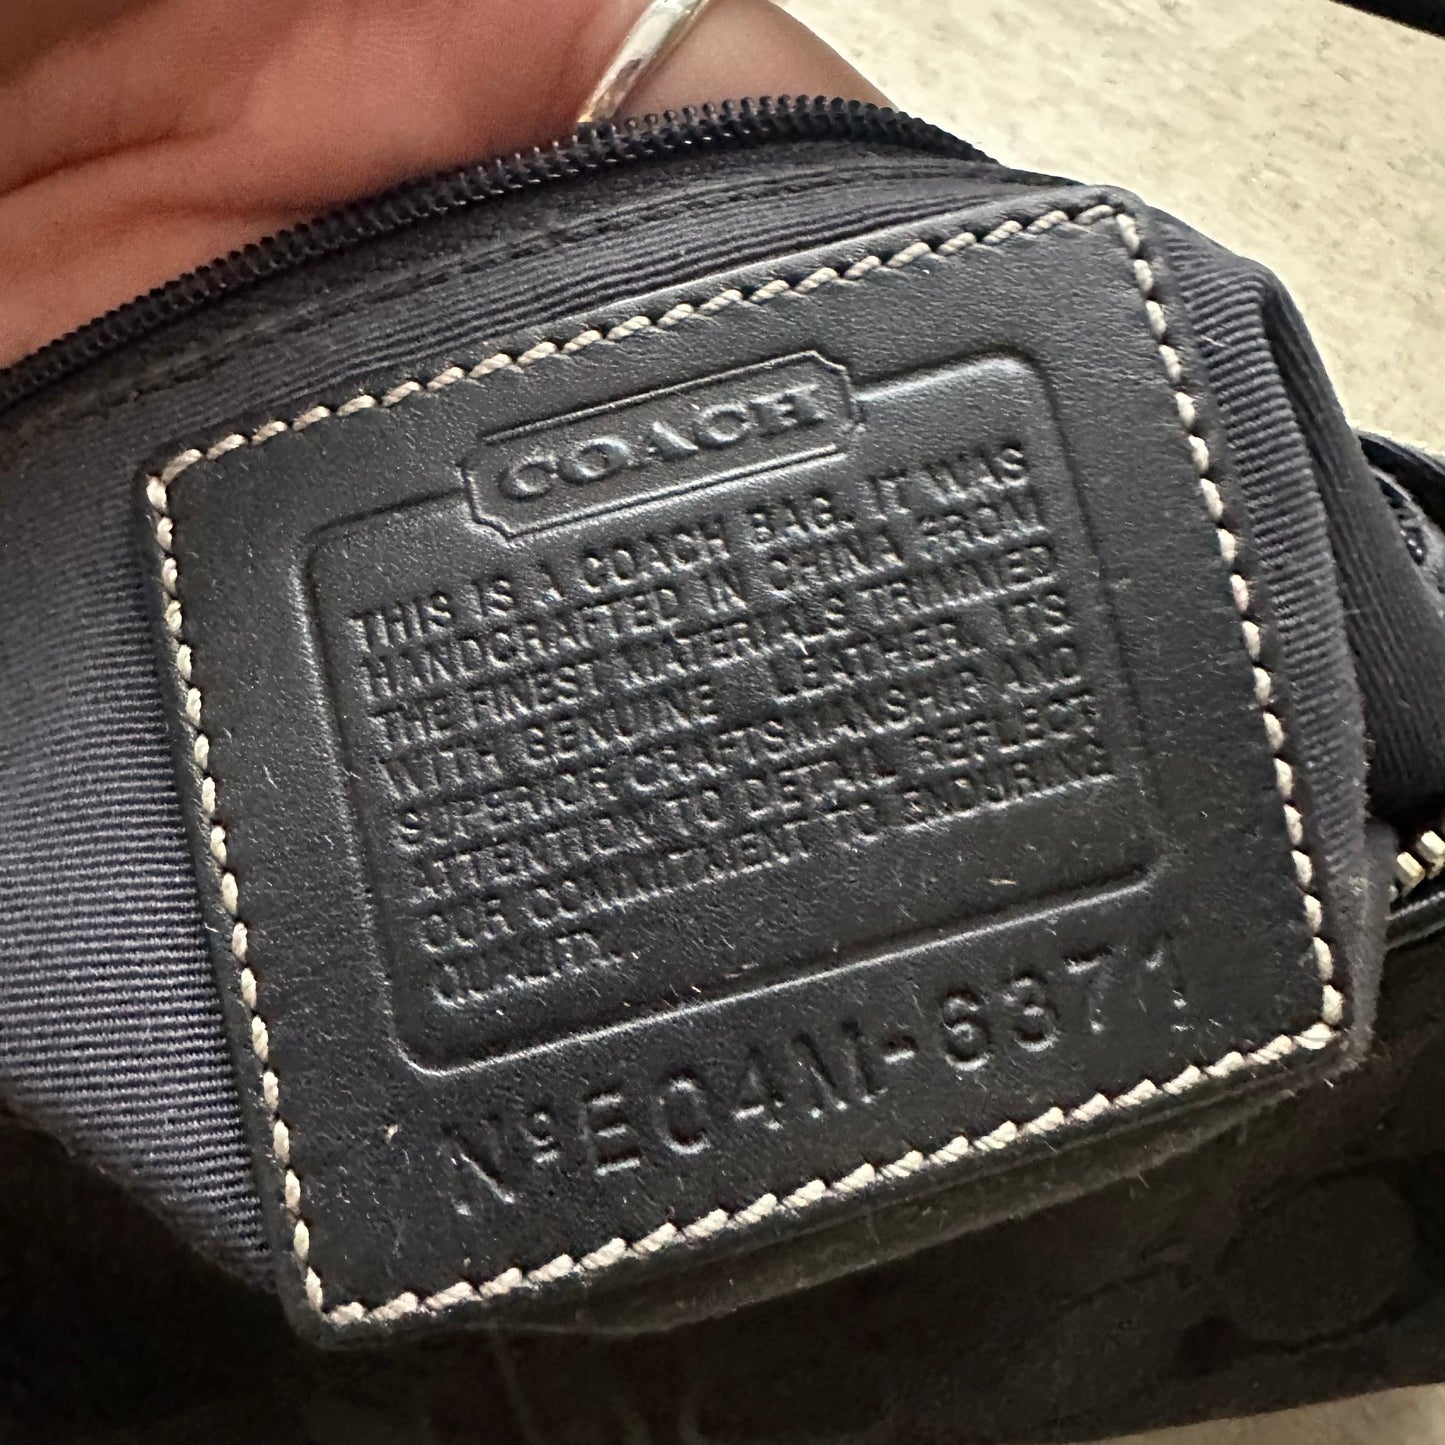 COACH
THIS IS A COACH BAG. IT WAS
HANDCRAFTED IN CHINA FROM
THE FINEST MATERIALS TRIMMED
WITH GENUINE LEATHER. ITS
SUPERIOR CRAFTSMANSHIP AND
ATTENTION TO DETAIL REFLECT
OUR COMMITMENT TO ENDURING
QUALITY.
Nº E04M-6371